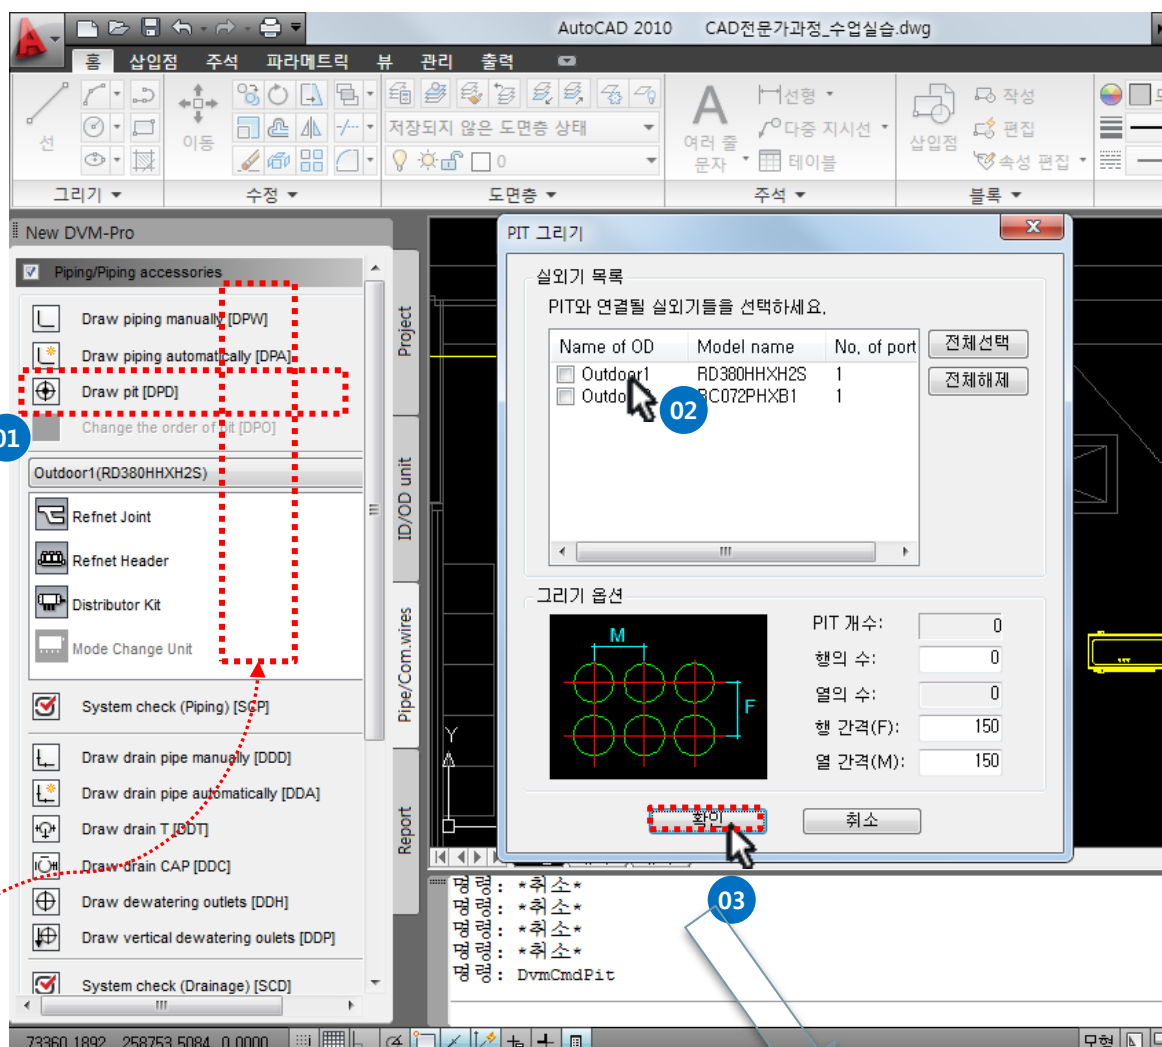 AutoCAD 2010 CAD전문가과정_수업실습.dwg
홈 삽입점 주석 파라메트릭 뷰 관리 출력
선
이동
저장되지 않은 도면층 상태
0
A
여러 줄
문자
선형
다중 지시선
테이블
삽입점
작성
편집
속성 편집
그리기 수정 도면층 주석 블록
New DVM-Pro
Piping/Piping accessories
Draw piping manually [DPW]
Draw piping automatically [DPA]
Draw pit [DPD]
01
Change the order of pit [DPO]
Outdoor1(RD380HHXH2S)
Refnet Joint
Refnet Header
Distributor Kit
Mode Change Unit
System check (Piping) [SCP]
Draw drain pipe manually [DDD]
Draw drain pipe automatically [DDA]
Draw drain T [DDT]
Draw drain CAP [DDC]
Draw dewatering outlets [DDH]
Draw vertical dewatering oulets [DDP]
System check (Drainage) [SCD]
Project
ID/OD unit
Pipe/Com.wires
Report
PIT 그리기
실외기 목록
PIT와 연결될 실외기들을 선택하세요.
Name of OD Model name No, of port
Outdoor1 RD380HHXH2S 1
1
02
전체선택
전체해제
그리기 옵션
M
F
PIT 개수: 0
행의 수: 0
열의 수: 0
행 간격(F): 150
열 간격(M): 150
확인 취소
03
Y
명령: *취소*
명령: *취소*
명령: *취소*
명령: *취소*
명령: DvmCmdPit
73360.1892, 258753.5084, 0.0000
모형